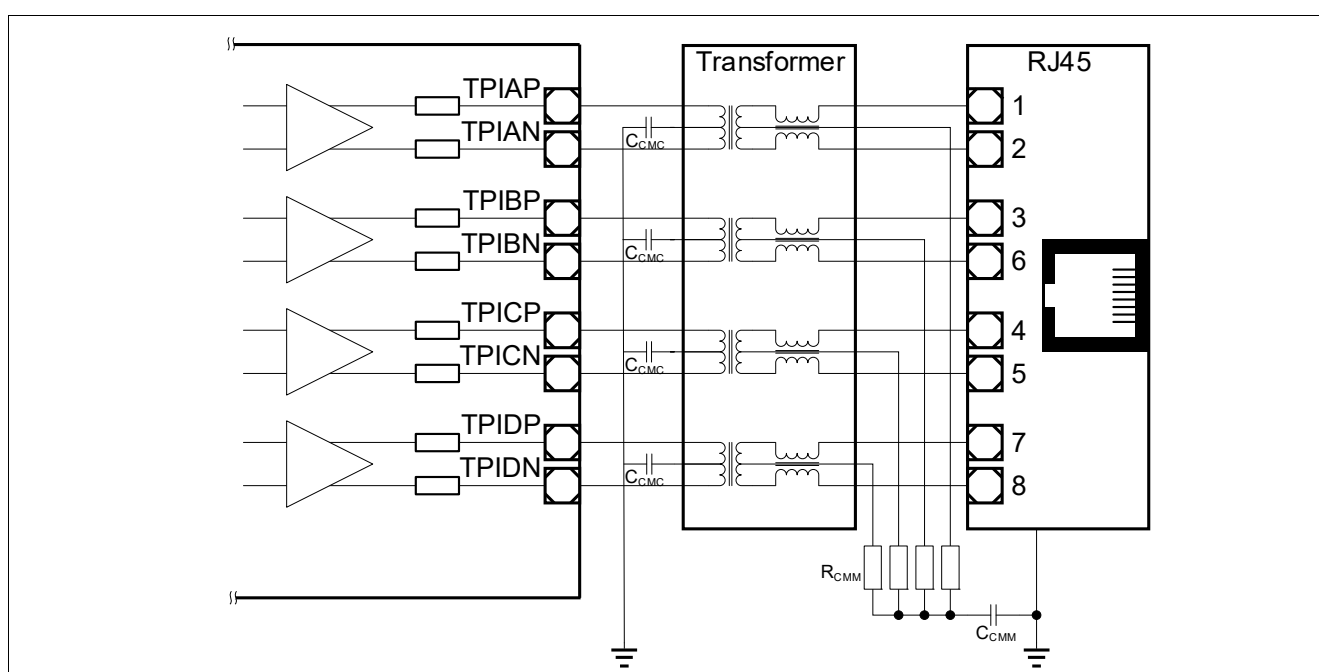 Transformer
RJ45
TPIAP
1
TPIAN
C_CMC
2
TPIBP
3
TPIBN
C_CMC
6
TPICP
4
TPICN
C_CMC
5
TPIDP
7
TPIDN
C_CMC
8
R_CMM
C_CMM